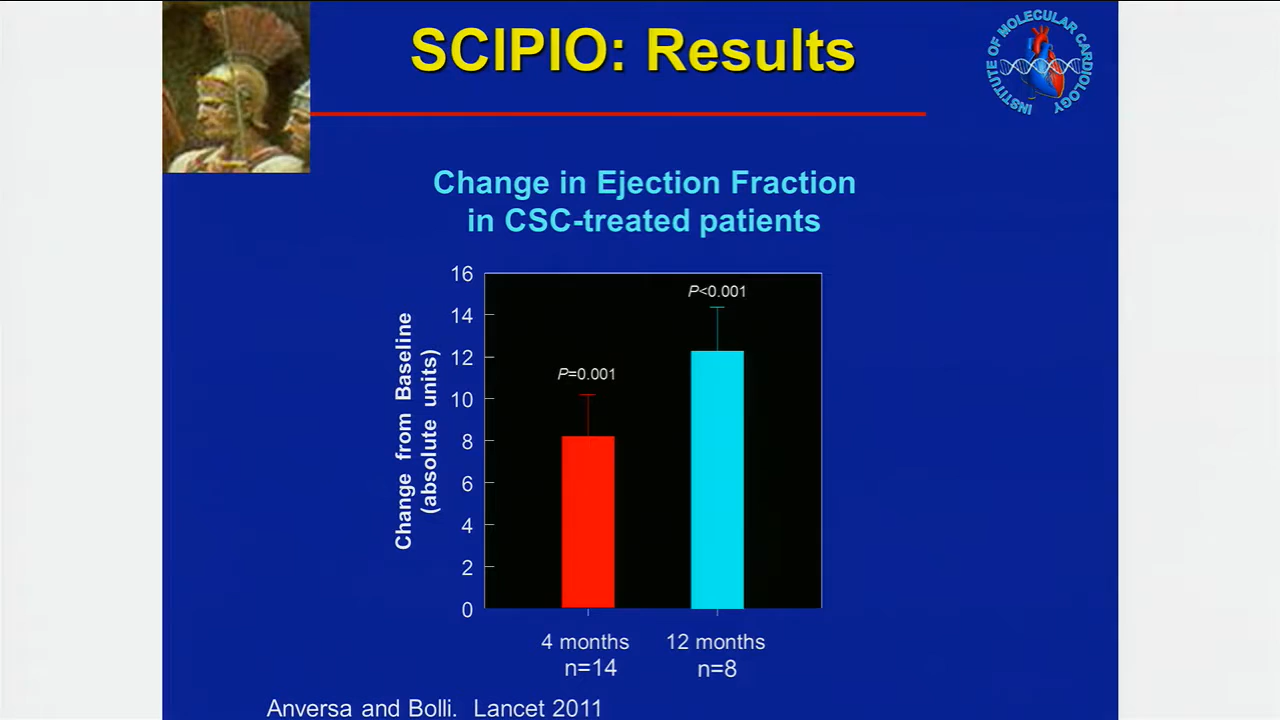 SCIPIO: Results
INSTITUTE OF MOLECULAR CARDIOLOGY
Change in Ejection Fraction
in CSC-treated patients
Change from Baseline
(absolute units)
16
14
12
10
8
6
4
2
0
P=0.001
P<0.001
4 months
n=14
12 months
n=8
Anversa and Bolli. Lancet 2011